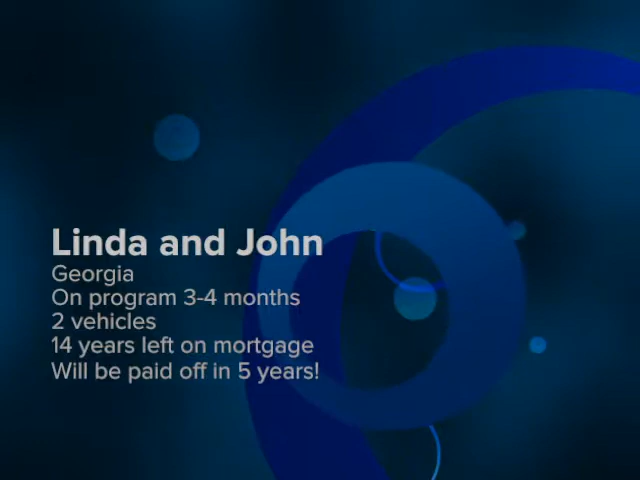 Linda and John
Georgia
On program 3-4 months
2 vehicles
14 years left on mortgage
Will be paid off in 5 years!